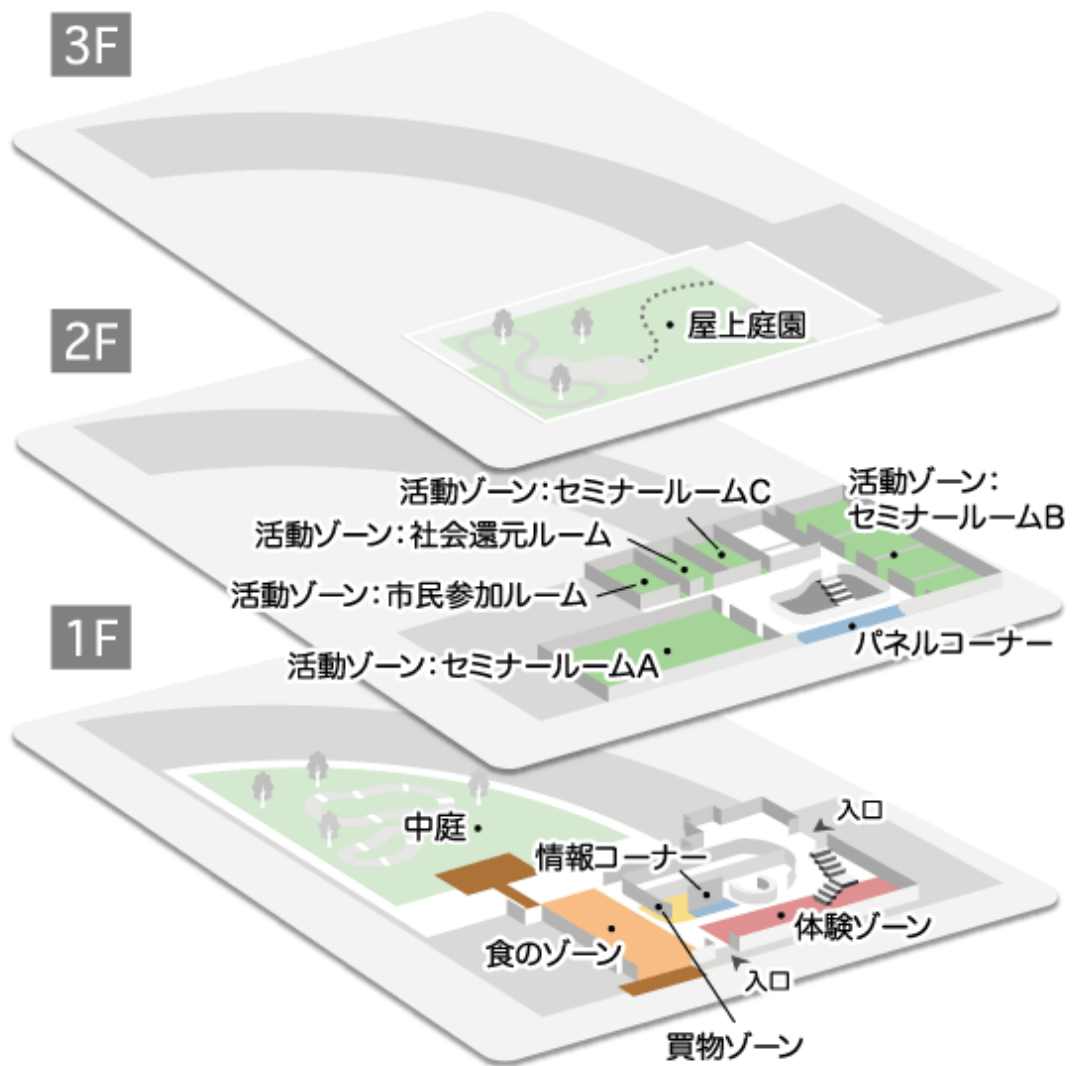 3F
屋上庭園
2F
活動ゾーン：セミナールームC
活動ゾーン：
セミナールームB
活動ゾーン：社会還元ルーム
活動ゾーン：市民参加ルーム
パネルコーナー
活動ゾーン：セミナールームA
1F
入口
中庭
情報コーナー
体験ゾーン
食のゾーン
入口
買物ゾーン